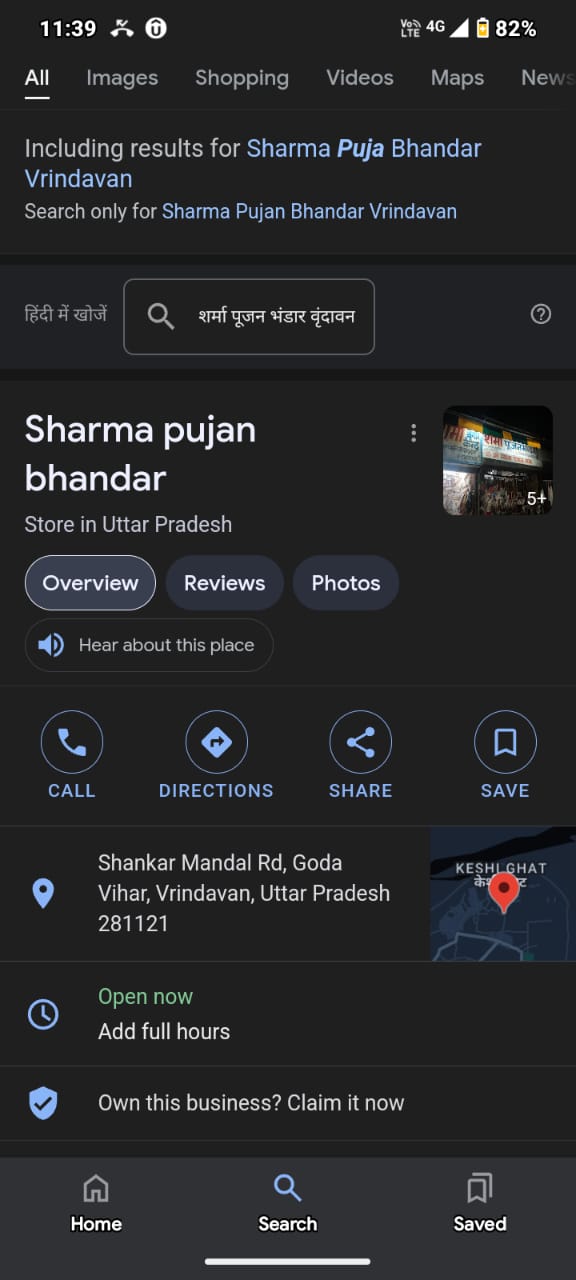 11:39 VoLTE 4G 82%
All Images Shopping Videos Maps News
Including results for Sharma Puja Bhandar
Vrindavan
Search only for Sharma Pujan Bhandar Vrindavan
हिंदी में खोजें शर्मा पूजन भंडार वृंदावन
Sharma pujan
bhandar
5+
Store in Uttar Pradesh
Overview Reviews Photos
Hear about this place
CALL DIRECTIONS SHARE SAVE
Shankar Mandal Rd, Goda
Vihar, Vrindavan, Uttar Pradesh
281121
KESHI GHAT
Open now
Add full hours
Own this business? Claim it now
Home Search Saved